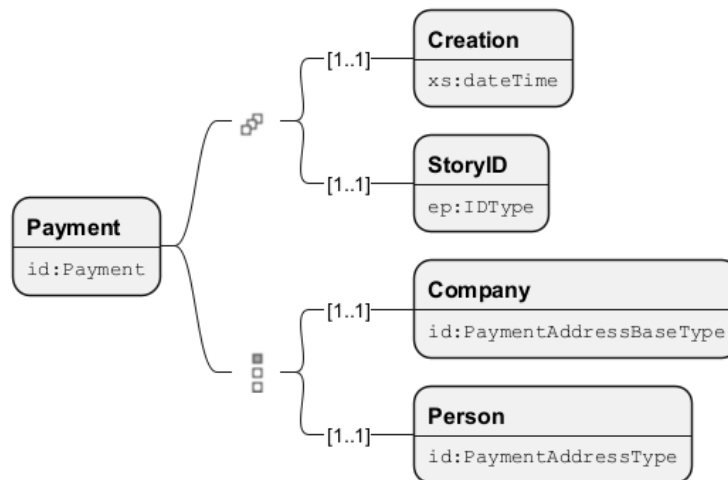 [1..1]
Creation
xs:dateTime
[1..1]
StoryID
ep:IDType
Payment
id:Payment
[1..1]
Company
id:PaymentAddressBaseType
[1..1]
Person
id:PaymentAddressType